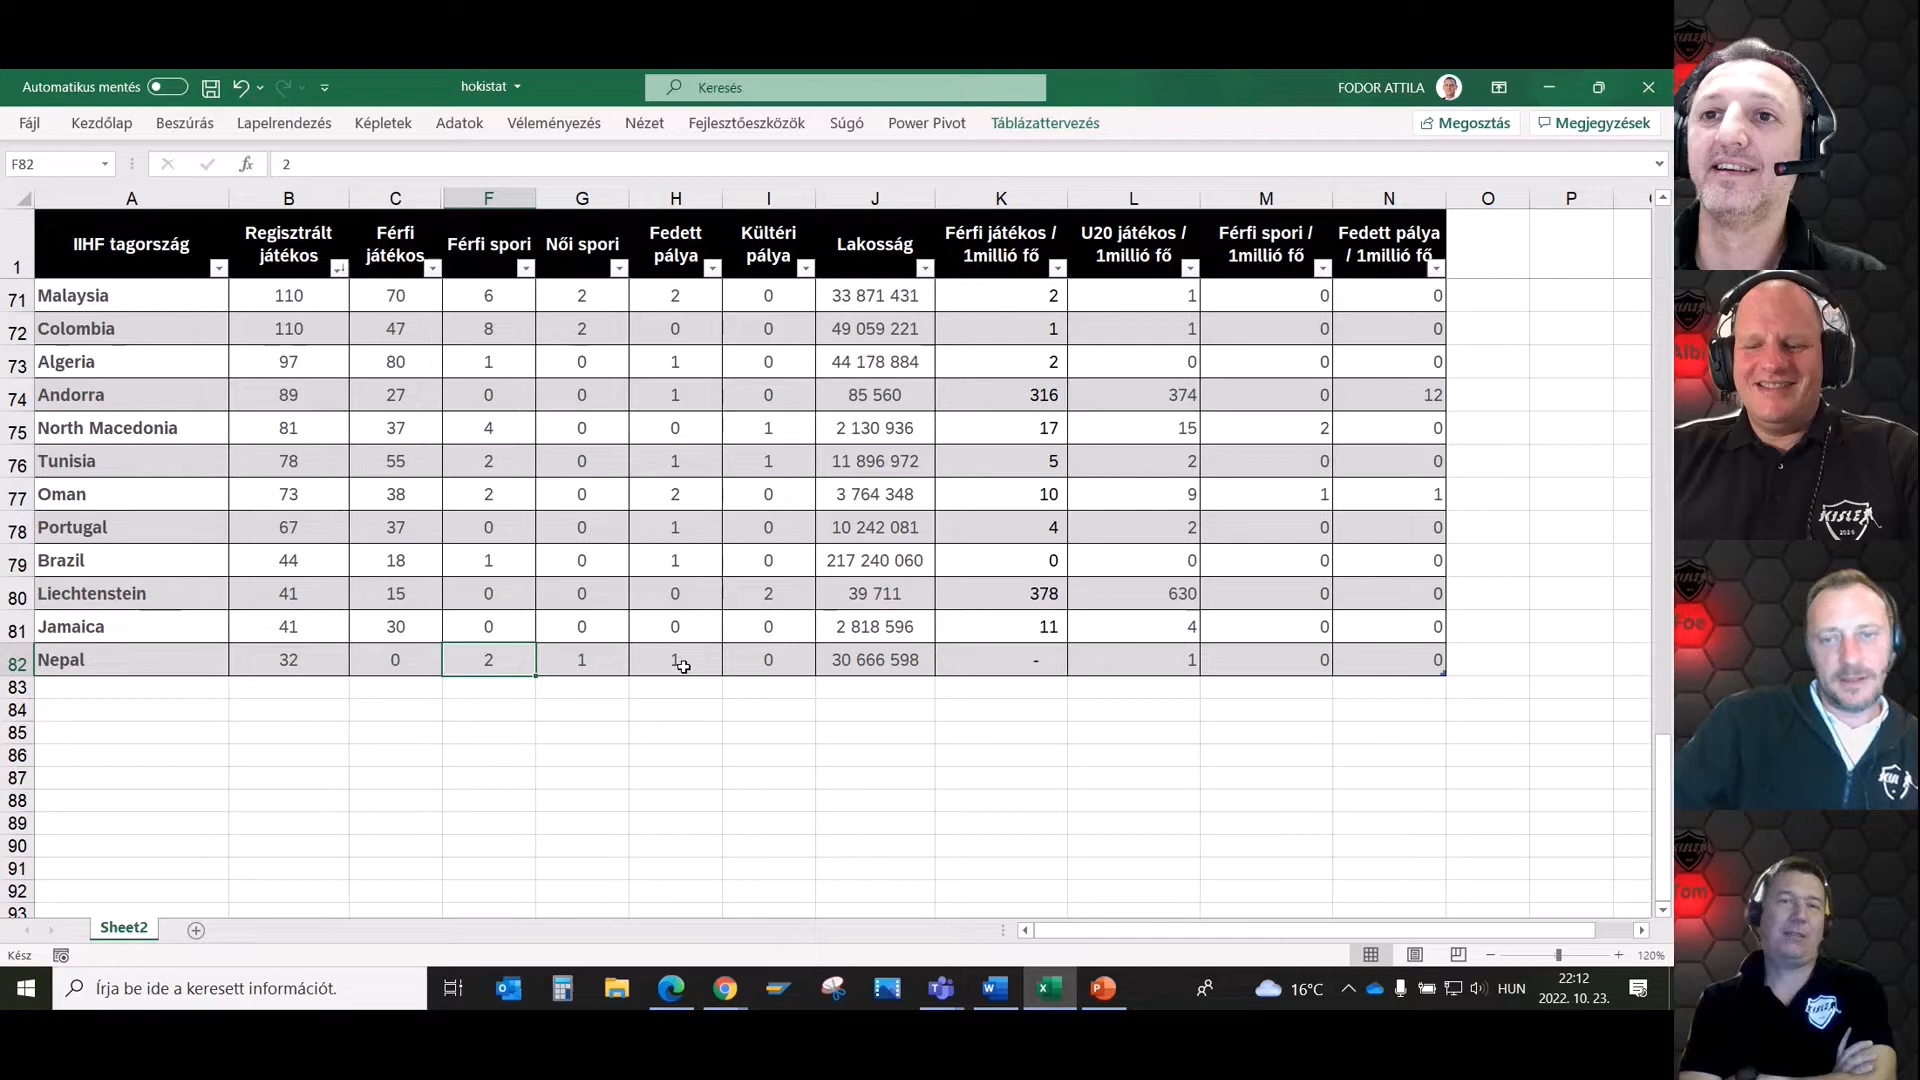 Automatikus mentés
hokistat
Keresés
FODOR ATTILA
Fájl Kezdőlap Beszúrás Lapelrendezés Képletek Adatok Véleményezés Nézet Fejlesztőeszközök Súgó Power Pivot Táblázattervezés Megosztás Megjegyzések
F82 fx 2
A B C F G H I J K L M N O P
1 IIHF tagország Regisztrált játékos Férfi játékos Férfi spori Női spori Fedett pálya Kültéri pálya Lakosság Férfi játékos / 1millió fő U20 játékos / 1millió fő Férfi spori / 1millió fő Fedett pálya / 1millió fő
71 Malaysia 110 70 6 2 2 0 33 871 431 2 1 0 0
72 Colombia 110 47 8 2 0 0 49 059 221 1 1 0 0
73 Algeria 97 80 1 0 1 0 44 178 884 2 0 0 0
74 Andorra 89 27 0 0 1 0 85 560 316 374 0 12
75 North Macedonia 81 37 4 0 0 1 2 130 936 17 15 2 0
76 Tunisia 78 55 2 0 1 1 11 896 972 5 2 0 0
77 Oman 73 38 2 0 2 0 3 764 348 10 9 1 1
78 Portugal 67 37 0 0 1 0 10 242 081 4 2 0 0
79 Brazil 44 18 1 0 1 0 217 240 060 0 0 0 0
80 Liechtenstein 41 15 0 0 0 2 39 711 378 630 0 0
81 Jamaica 41 30 0 0 0 0 2 818 596 11 4 0 0
82 Nepal 32 0 2 1 1 0 30 666 598 - 1 0 0
83
84
85
86
87
88
89
90
91
92
93
Sheet2
Kész
120%
Írja be ide a keresett információt.
16°C
HUN
22:12
2022. 10. 23.
Albi
Foe
Tom
KISLER
2020